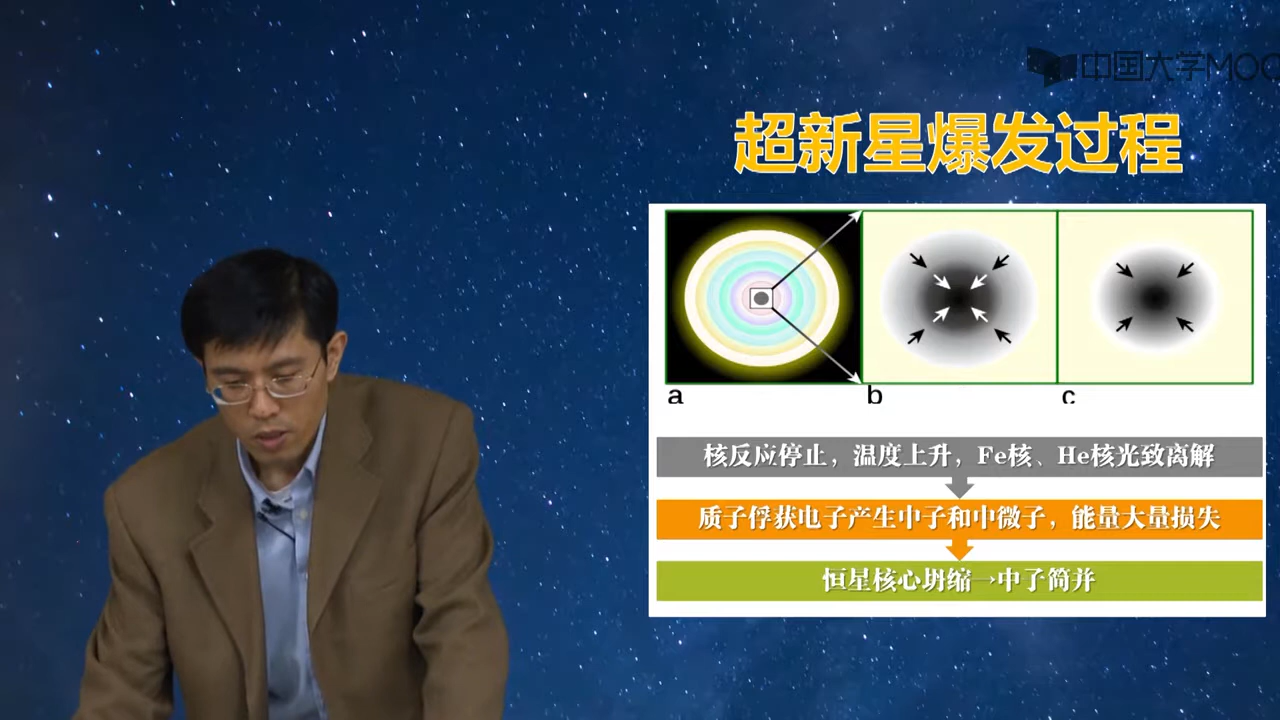 中国大学MOO
超新星爆发过程
a
b
c
核反应停止，温度上升，Fe核、He核光致离解
质子俘获电子产生中子和中微子，能量大量损失
恒星核心坍缩→中子简并